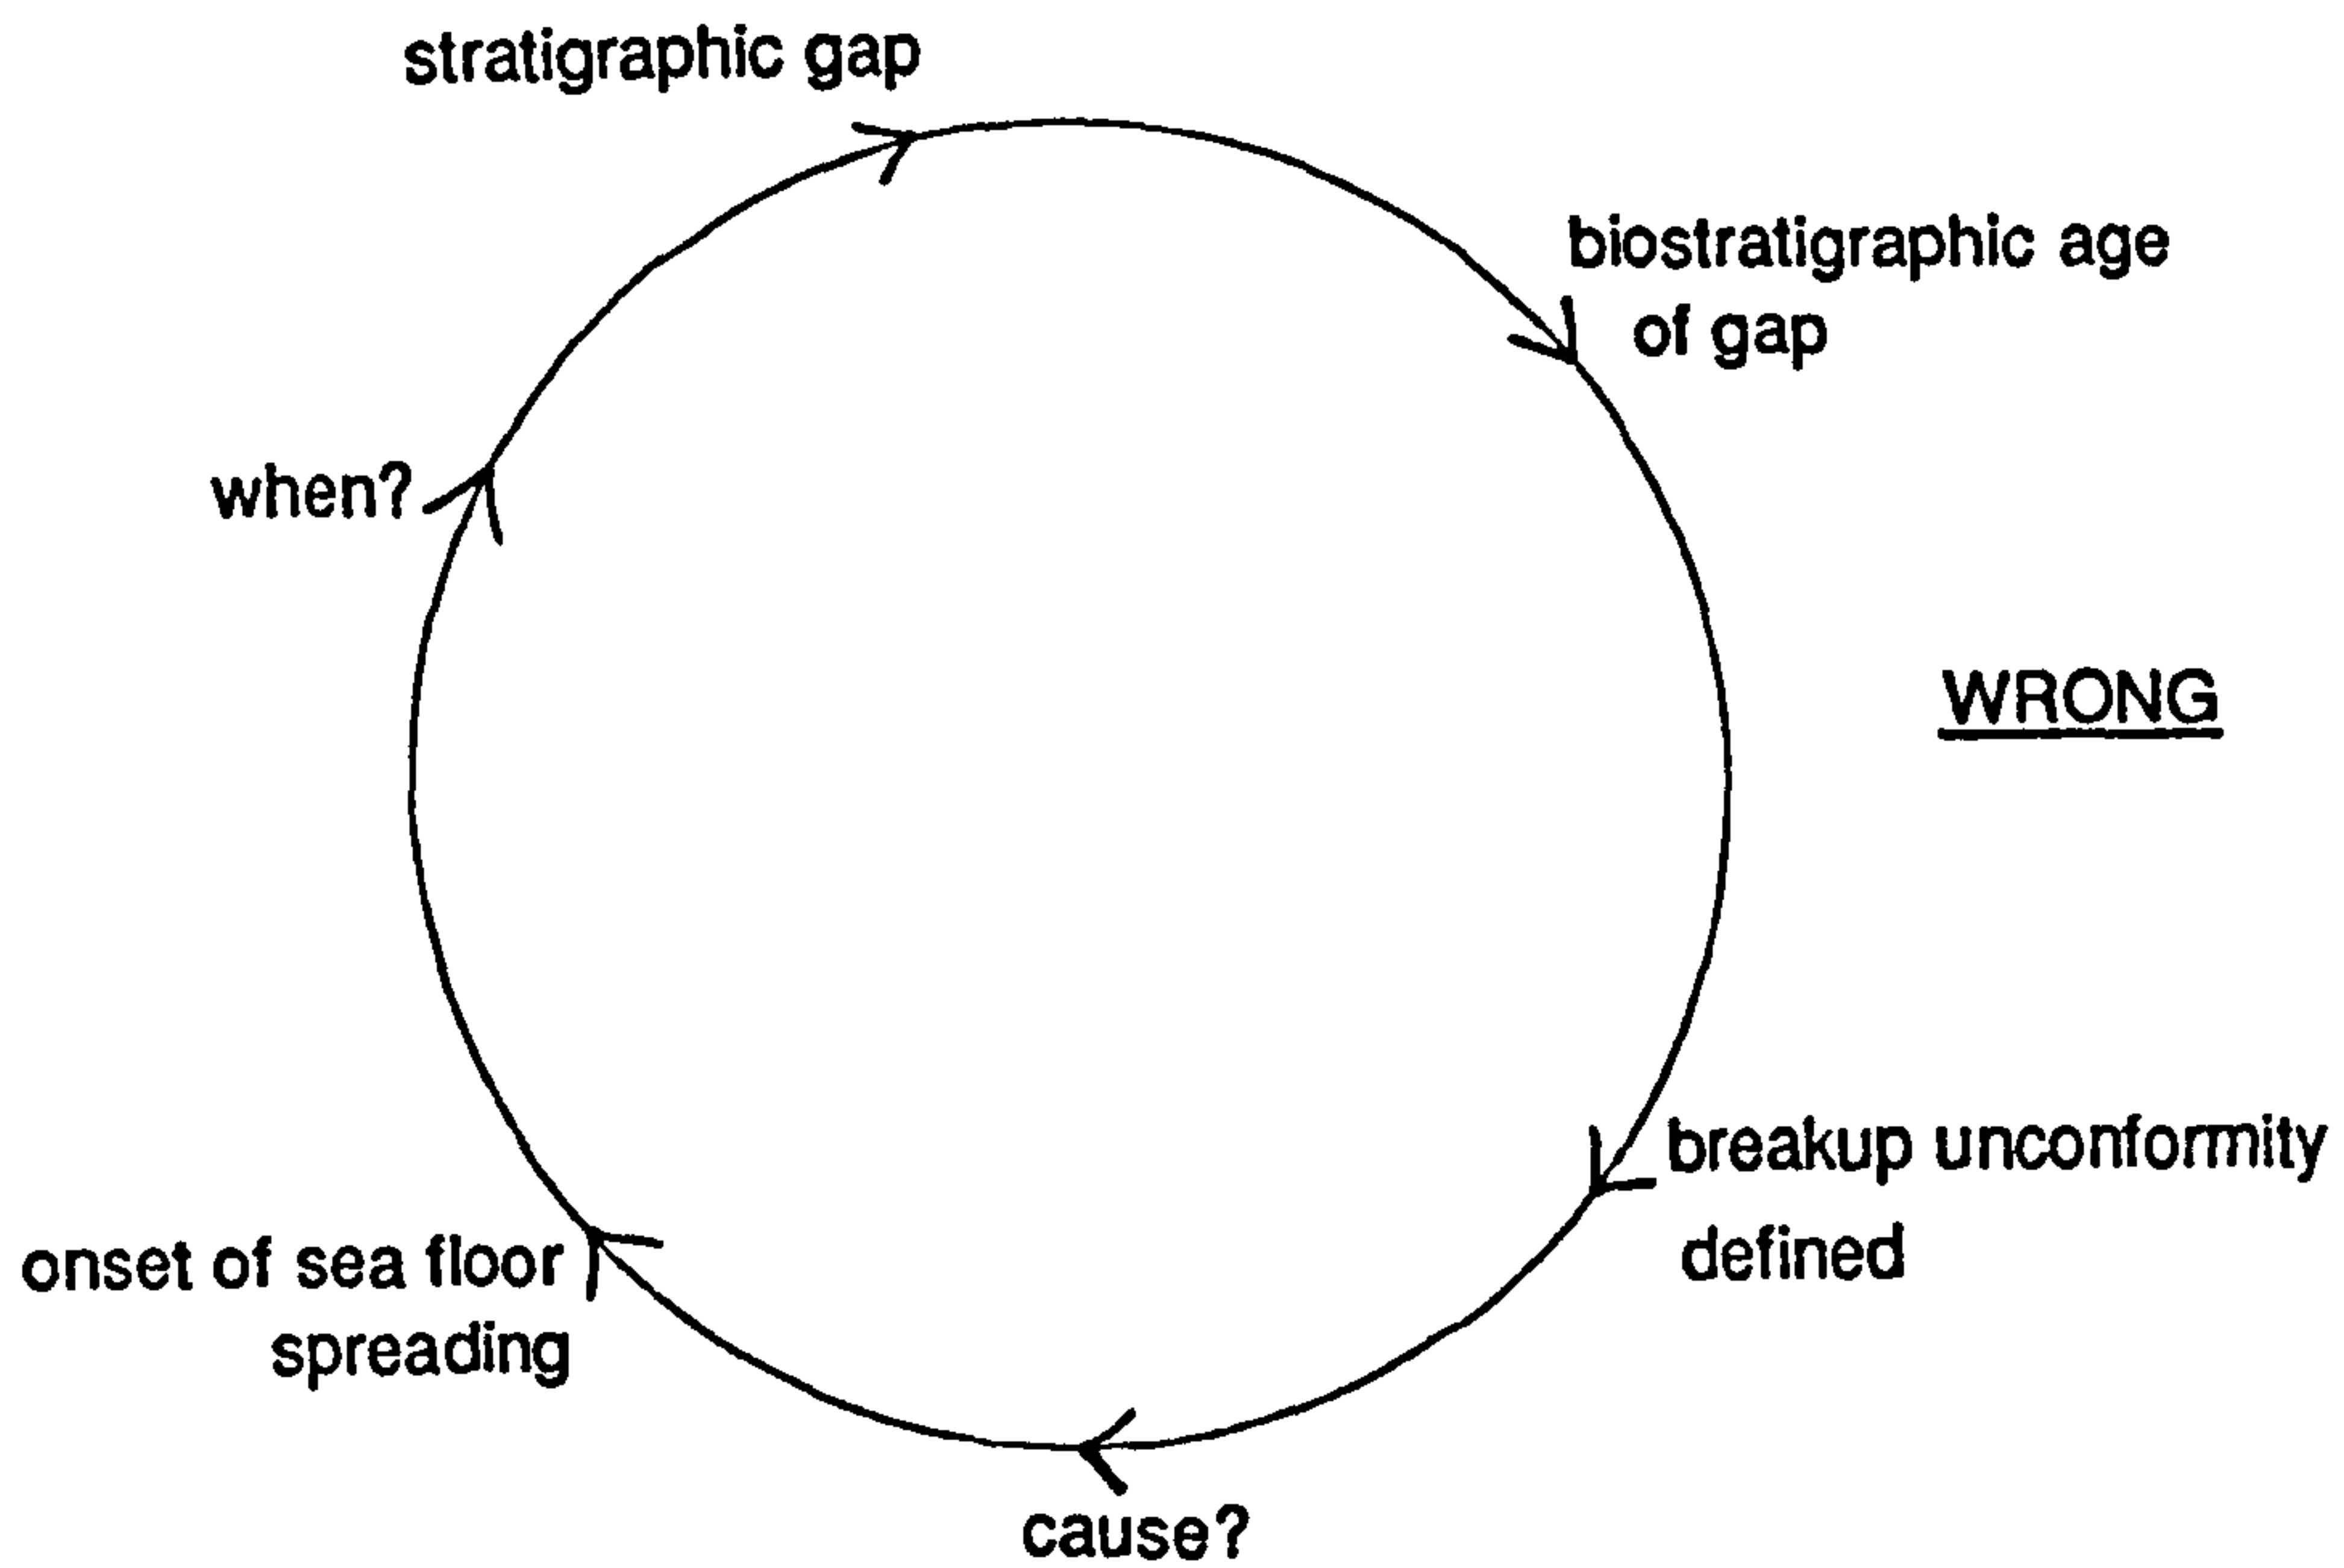 stratigraphic gap
biostratigraphic age
of gap
when?
WRONG
breakup unconformity
defined
onset of sea floor
spreading
cause?